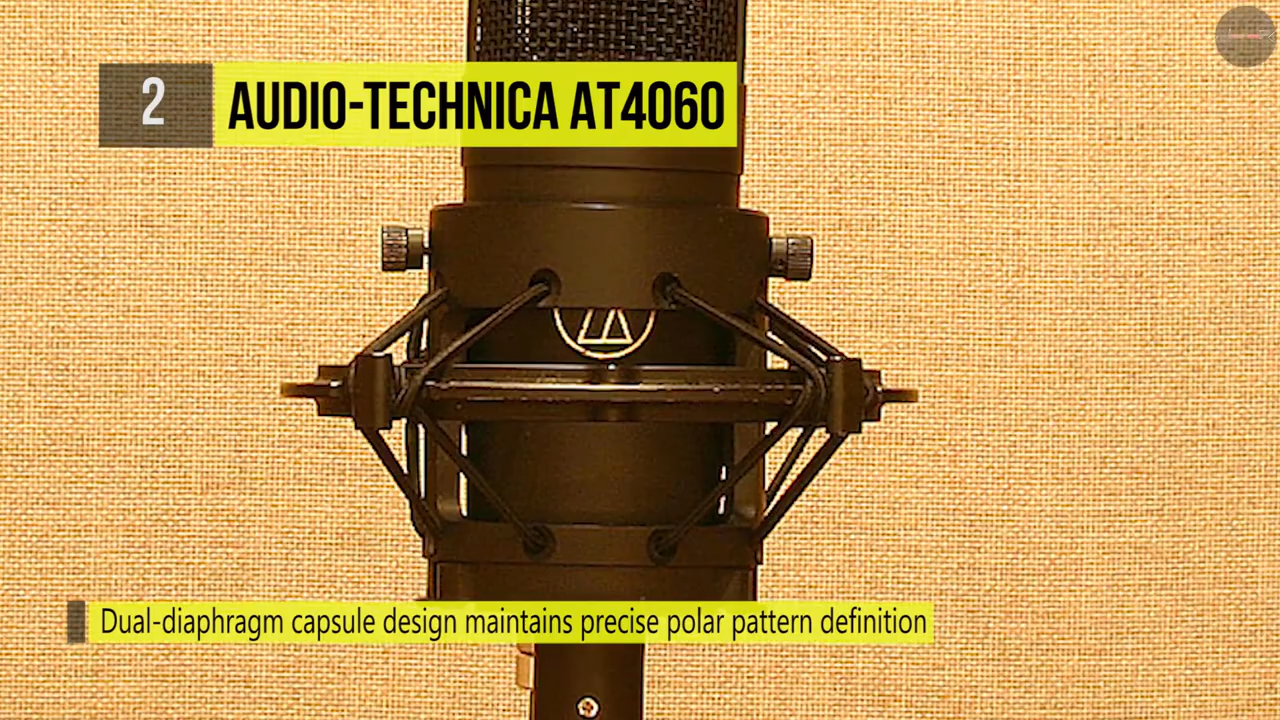 2
AUDIO-TECHNICA AT4060
Dual-diaphragm capsule design maintains precise polar pattern definition